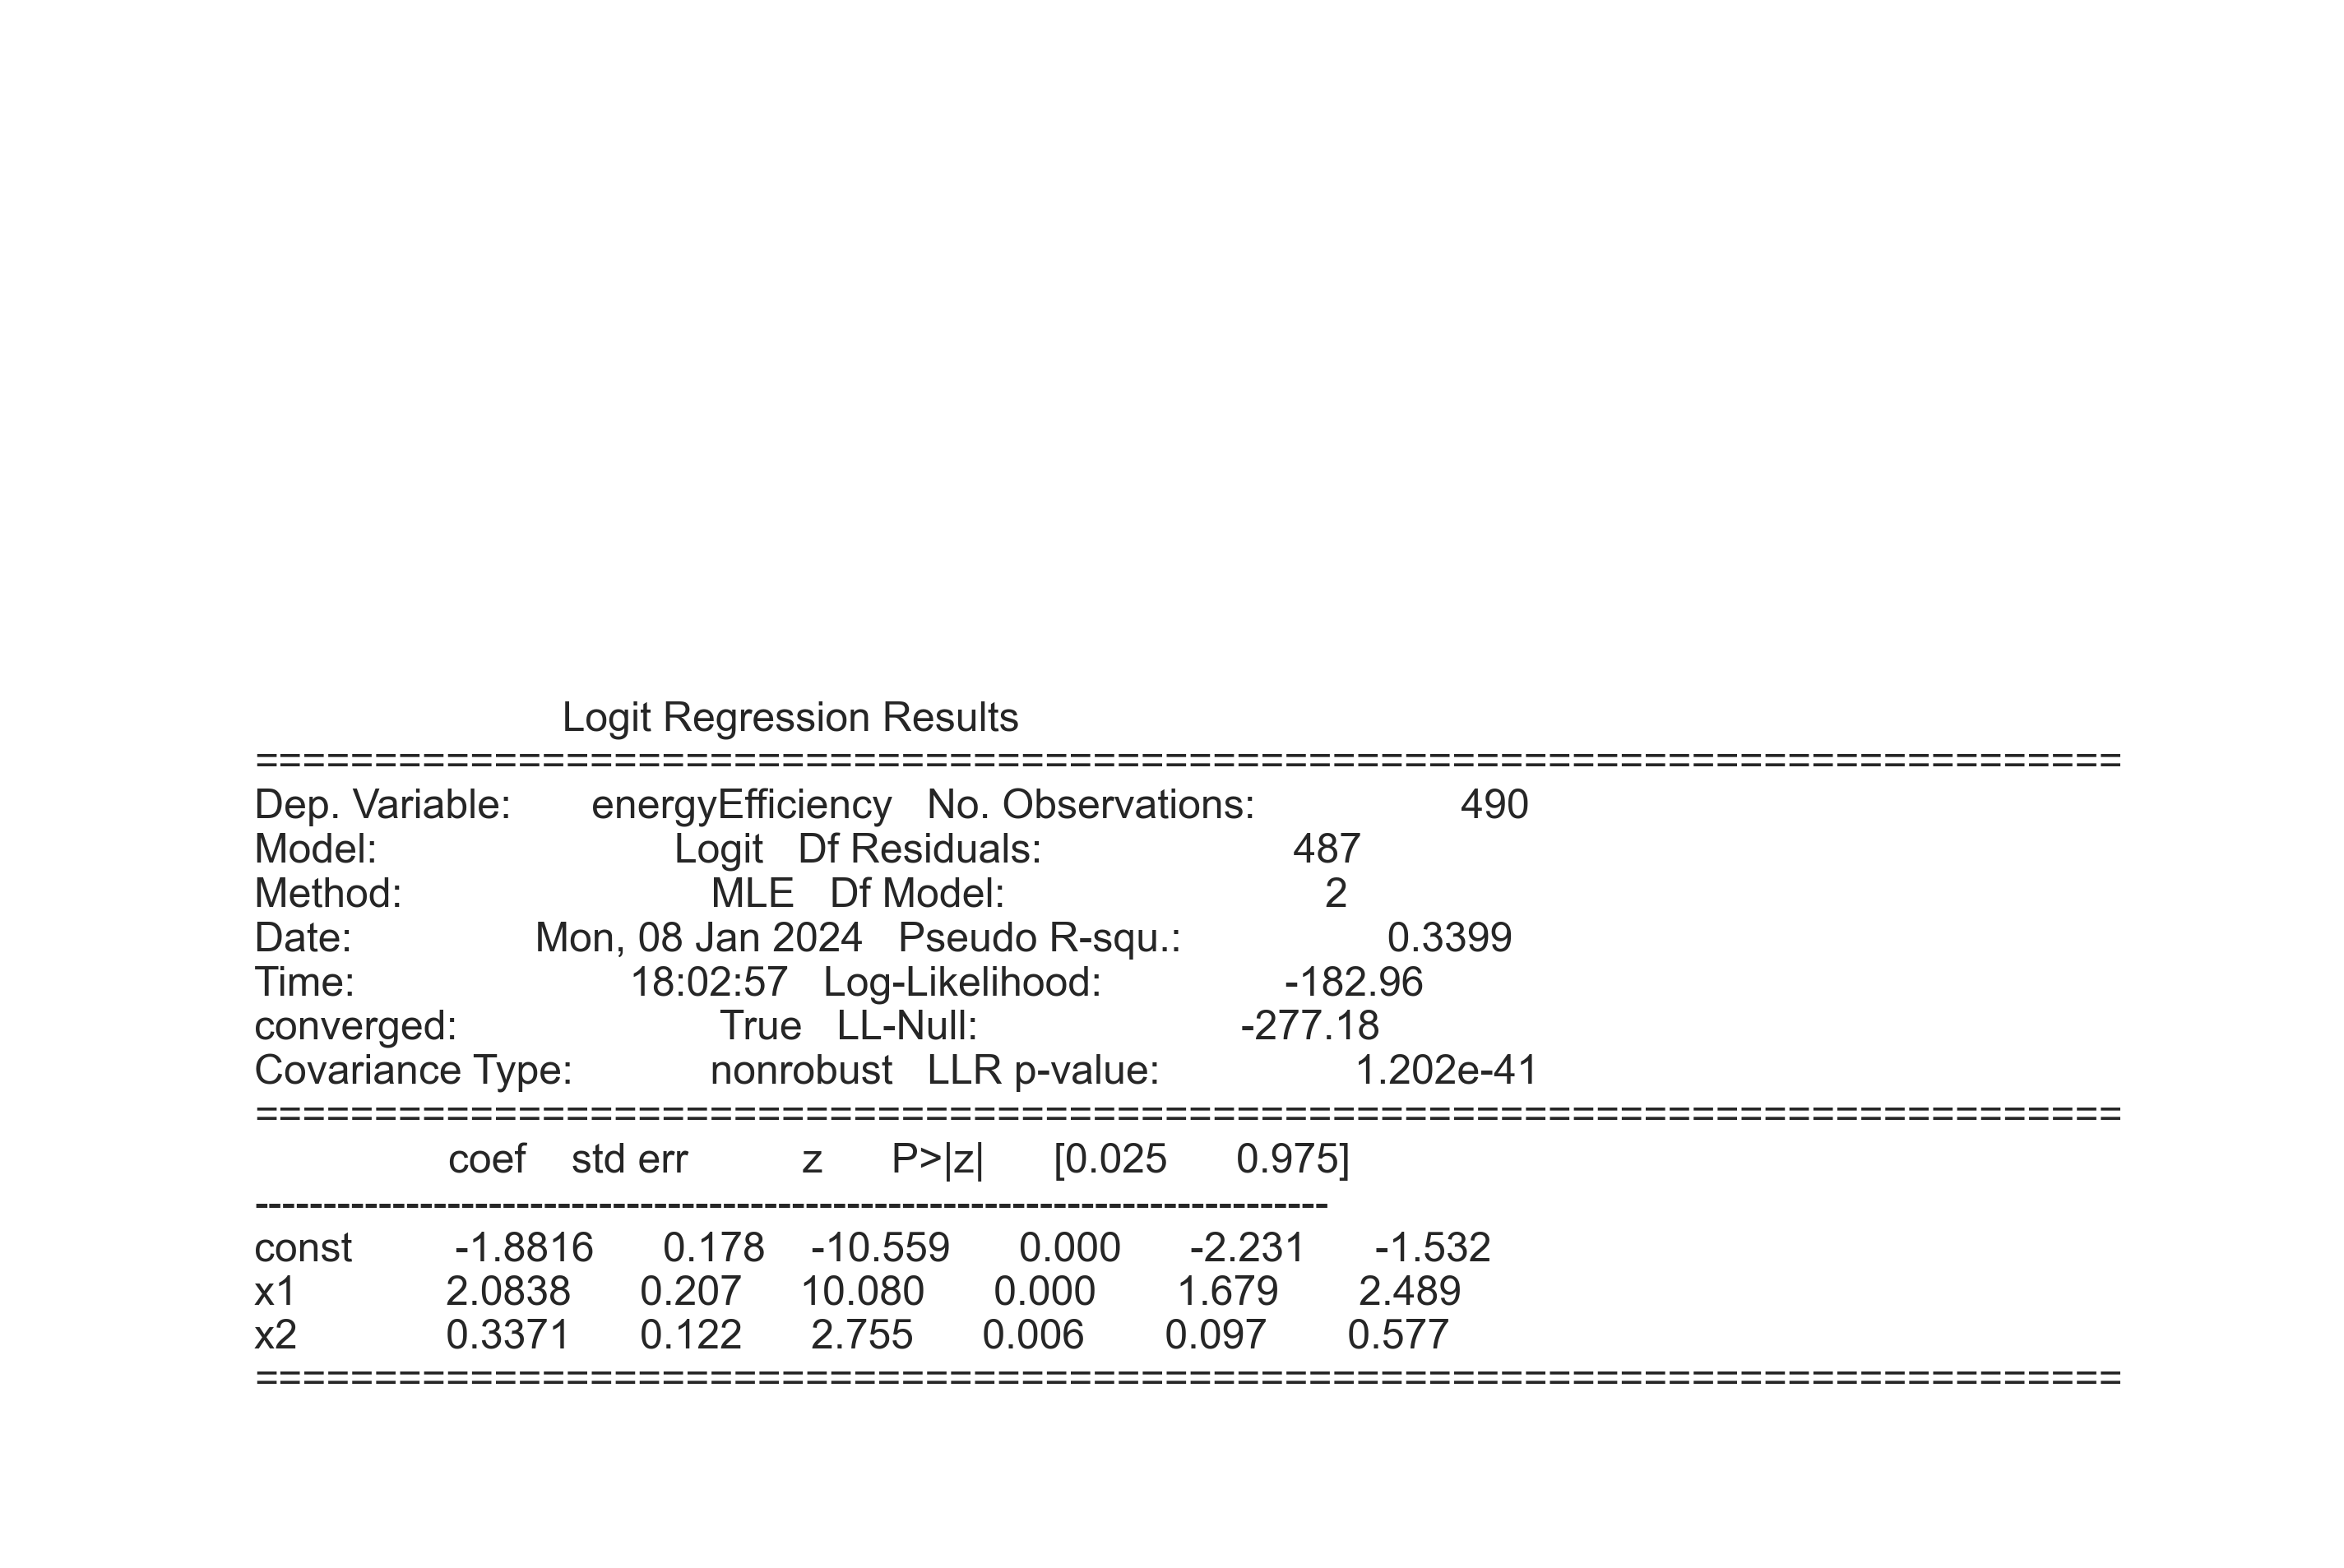 Logit Regression Results
==============================================================================
Dep. Variable: energyEfficiency No. Observations: 490
Model: Logit Df Residuals: 487
Method: MLE Df Model: 2
Date: Mon, 08 Jan 2024 Pseudo R-squ.: 0.3399
Time: 18:02:57 Log-Likelihood: -182.96
converged: True LL-Null: -277.18
Covariance Type: nonrobust LLR p-value: 1.202e-41
==============================================================================
coef std err z P>|z| [0.025 0.975]
------------------------------------------------------------------------------
const -1.8816 0.178 -10.559 0.000 -2.231 -1.532
x1 2.0838 0.207 10.080 0.000 1.679 2.489
x2 0.3371 0.122 2.755 0.006 0.097 0.577
==============================================================================